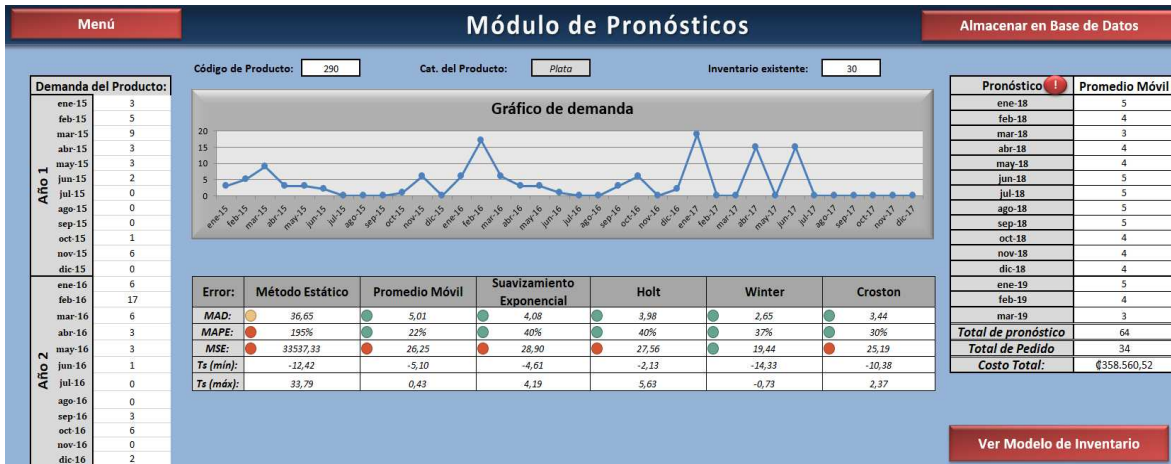 Menú
Módulo de Pronósticos
Almacenar en Base de Datos
Código de Producto: 290 Cat. del Producto: Plata Inventario existente: 30
Demanda del Producto:
Año 1
ene-15 3
feb-15 5
mar-15 9
abr-15 3
may-15 3
jun-15 2
jul-15 0
ago-15 0
sep-15 0
oct-15 1
nov-15 6
dic-15 0
Año 2
ene-16 6
feb-16 17
mar-16 6
abr-16 3
may-16 3
jun-16 1
jul-16 0
ago-16 0
sep-16 3
oct-16 6
nov-16 0
dic-16 2
Gráfico de demanda
20
15
10
5
0
ene-15 feb-15 mar-15 abr-15 may-15 jun-15 jul-15 ago-15 sep-15 oct-15 nov-15 dic-15 ene-16 feb-16 mar-16 abr-16 may-16 jun-16 jul-16 ago-16 sep-16 oct-16 nov-16 dic-16 ene-17 feb-17 mar-17 abr-17 may-17 jun-17 jul-17 ago-17 sep-17 oct-17 nov-17 dic-17
Error: Método Estático Promedio Móvil Suavizamiento Exponencial Holt Winter Croston
MAD: 36,65 5,01 4,08 3,98 2,65 3,44
MAPE: 195% 22% 40% 40% 37% 30%
MSE: 33537,33 26,25 28,90 27,56 19,44 25,19
Ts (mín): -12,42 -5,10 -4,61 -2,13 -14,33 -10,38
Ts (máx): 33,79 0,43 4,19 5,63 -0,73 2,37
Pronóstico ! Promedio Móvil
ene-18 5
feb-18 4
mar-18 3
abr-18 4
may-18 4
jun-18 5
jul-18 5
ago-18 5
sep-18 5
oct-18 4
nov-18 4
dic-18 4
ene-19 5
feb-19 4
mar-19 3
Total de pronóstico 64
Total de Pedido 34
Costo Total: ₡358.560,52
Ver Modelo de Inventario